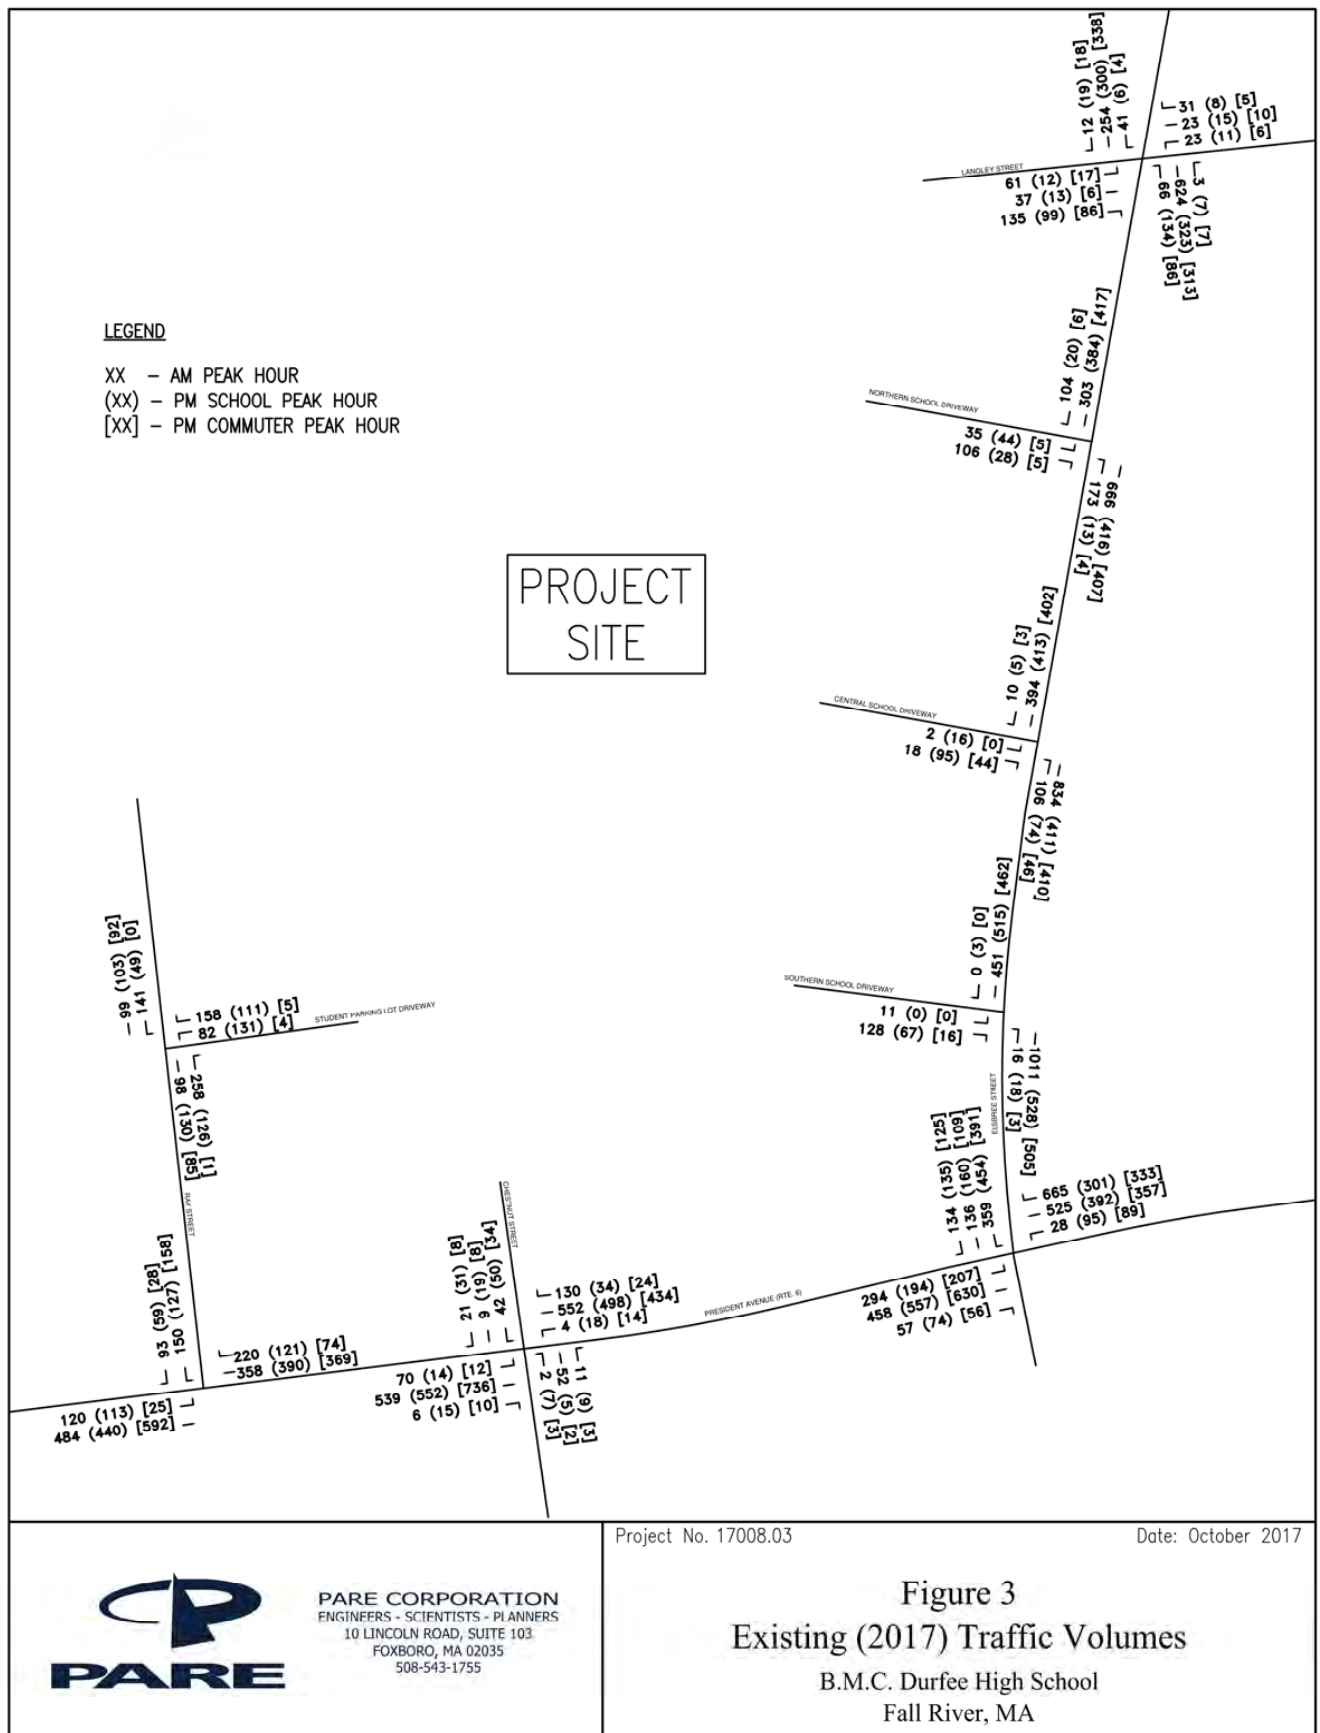 12 (19) [18]
254 (300) [338]
41 (6) [4]
31 (8) [5]
23 (15) [10]
23 (11) [6]
LANGLEY STREET
61 (12) [17]
37 (13) [6]
135 (99) [86]
3 (7) [7]
624 (323) [313]
66 (134) [86]
LEGEND
XX – AM PEAK HOUR
(XX) – PM SCHOOL PEAK HOUR
[XX] – PM COMMUTER PEAK HOUR
104 (20) [6]
303 (384) [417]
NORTHERN SCHOOL DRIVEWAY
35 (44) [5]
106 (28) [5]
666 (416) [407]
173 (13) [4]
PROJECT
SITE
10 (5) [3]
394 (413) [402]
CENTRAL SCHOOL DRIVEWAY
2 (16) [0]
18 (95) [44]
834 (411) [410]
106 (74) [46]
0 (3) [0]
451 (515) [462]
SOUTHERN SCHOOL DRIVEWAY
11 (0) [0]
128 (67) [16]
1011 (528) [505]
16 (18) [3]
ELSBREE STREET
99 (103) [92]
141 (49) [0]
158 (111) [5]
82 (131) [4]
STUDENT PARKING LOT DRIVEWAY
258 (126) [1]
98 (130) [85]
RAY STREET
134 (135) [125]
136 (160) [109]
359 (454) [391]
665 (301) [333]
525 (392) [357]
28 (95) [89]
294 (194) [207]
458 (557) [630]
57 (74) [56]
PRESIDENT AVENUE (RTE. 6)
CHESTNUT STREET
21 (31) [8]
9 (19) [8]
42 (50) [34]
130 (34) [24]
552 (498) [434]
4 (18) [14]
70 (14) [12]
539 (552) [736]
6 (15) [10]
11 (9) [3]
52 (5) [2]
2 (7) [3]
93 (59) [28]
150 (127) [158]
220 (121) [74]
358 (390) [369]
120 (113) [25]
484 (440) [592]
Project No. 17008.03
Date: October 2017
PARE
PARE CORPORATION
ENGINEERS - SCIENTISTS - PLANNERS
10 LINCOLN ROAD, SUITE 103
FOXBORO, MA 02035
508-543-1755
Figure 3
Existing (2017) Traffic Volumes
B.M.C. Durfee High School
Fall River, MA